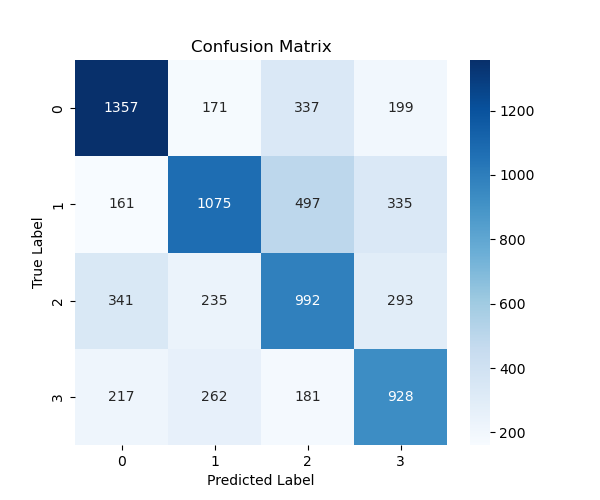 Confusion Matrix
0 1357 171 337 199
1 161 1075 497 335
2 341 235 992 293
3 217 262 181 928
0 1 2 3
Predicted Label
True Label
1200
1000
800
600
400
200